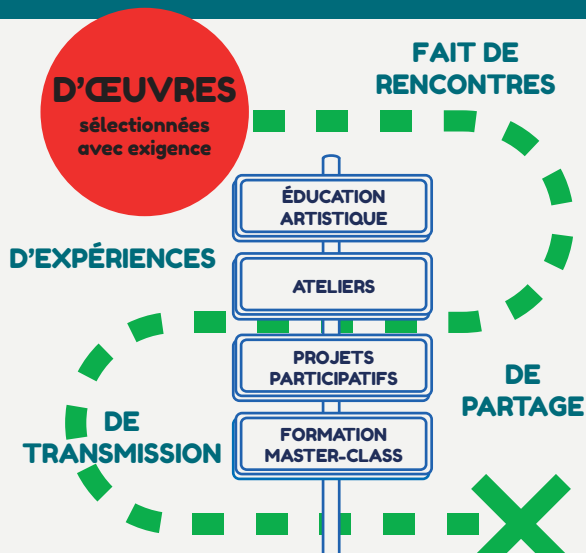 D'ŒUVRES
sélectionnées
avec exigence
FAIT DE
RENCONTRES
ÉDUCATION
ARTISTIQUE
D'EXPÉRIENCES
ATELIERS
PROJETS
PARTICIPATIFS
DE
PARTAGE
DE
TRANSMISSION
FORMATION
MASTER-CLASS